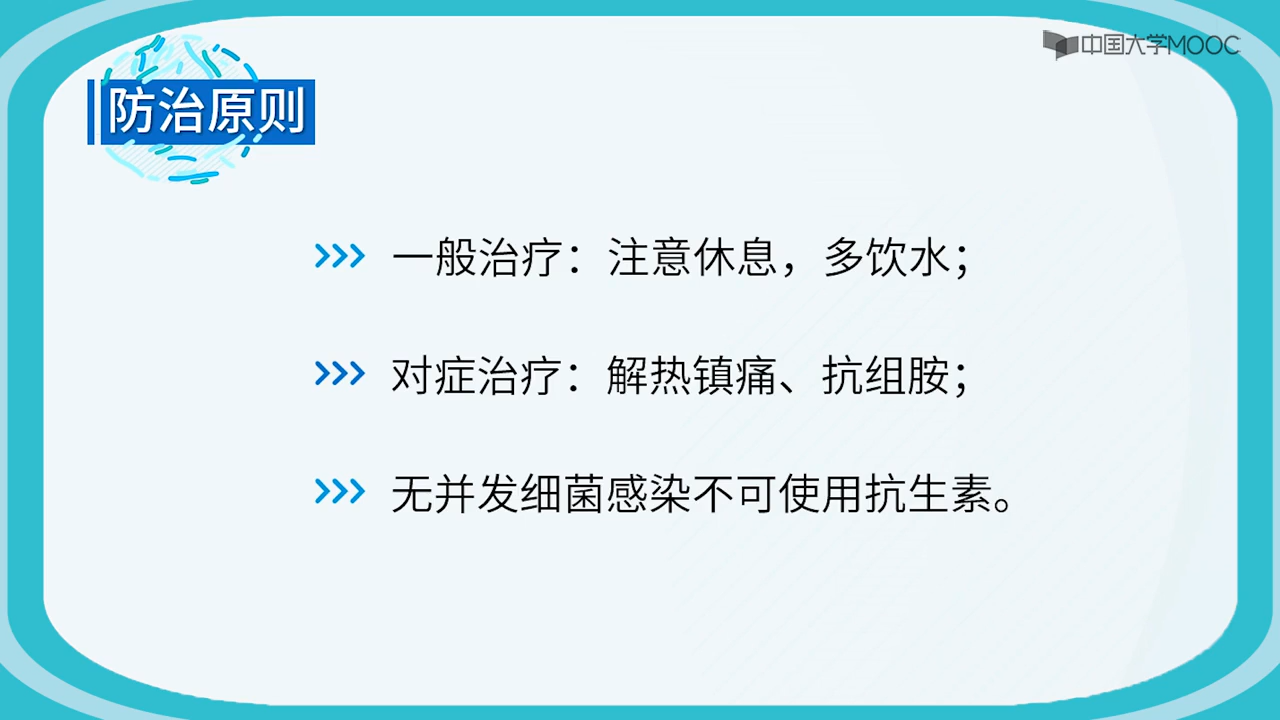 中国大学MOOC
防治原则
一般治疗：注意休息，多饮水；
对症治疗：解热镇痛、抗组胺；
无并发细菌感染不可使用抗生素。